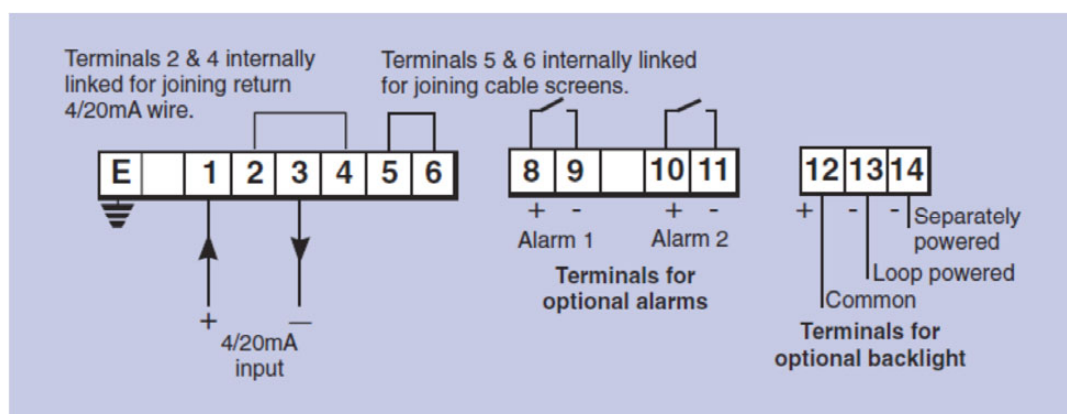 Terminals 2 & 4 internally
linked for joining return
4/20mA wire.
Terminals 5 & 6 internally linked
for joining cable screens.
E 1 2 3 4 5 6
8 9 10 11
12 13 14
+ -
Alarm 1
+ -
Alarm 2
Terminals for
optional alarms
+ - -
Separately
powered
Loop powered
Common
Terminals for
optional backlight
+ —
4/20mA
input